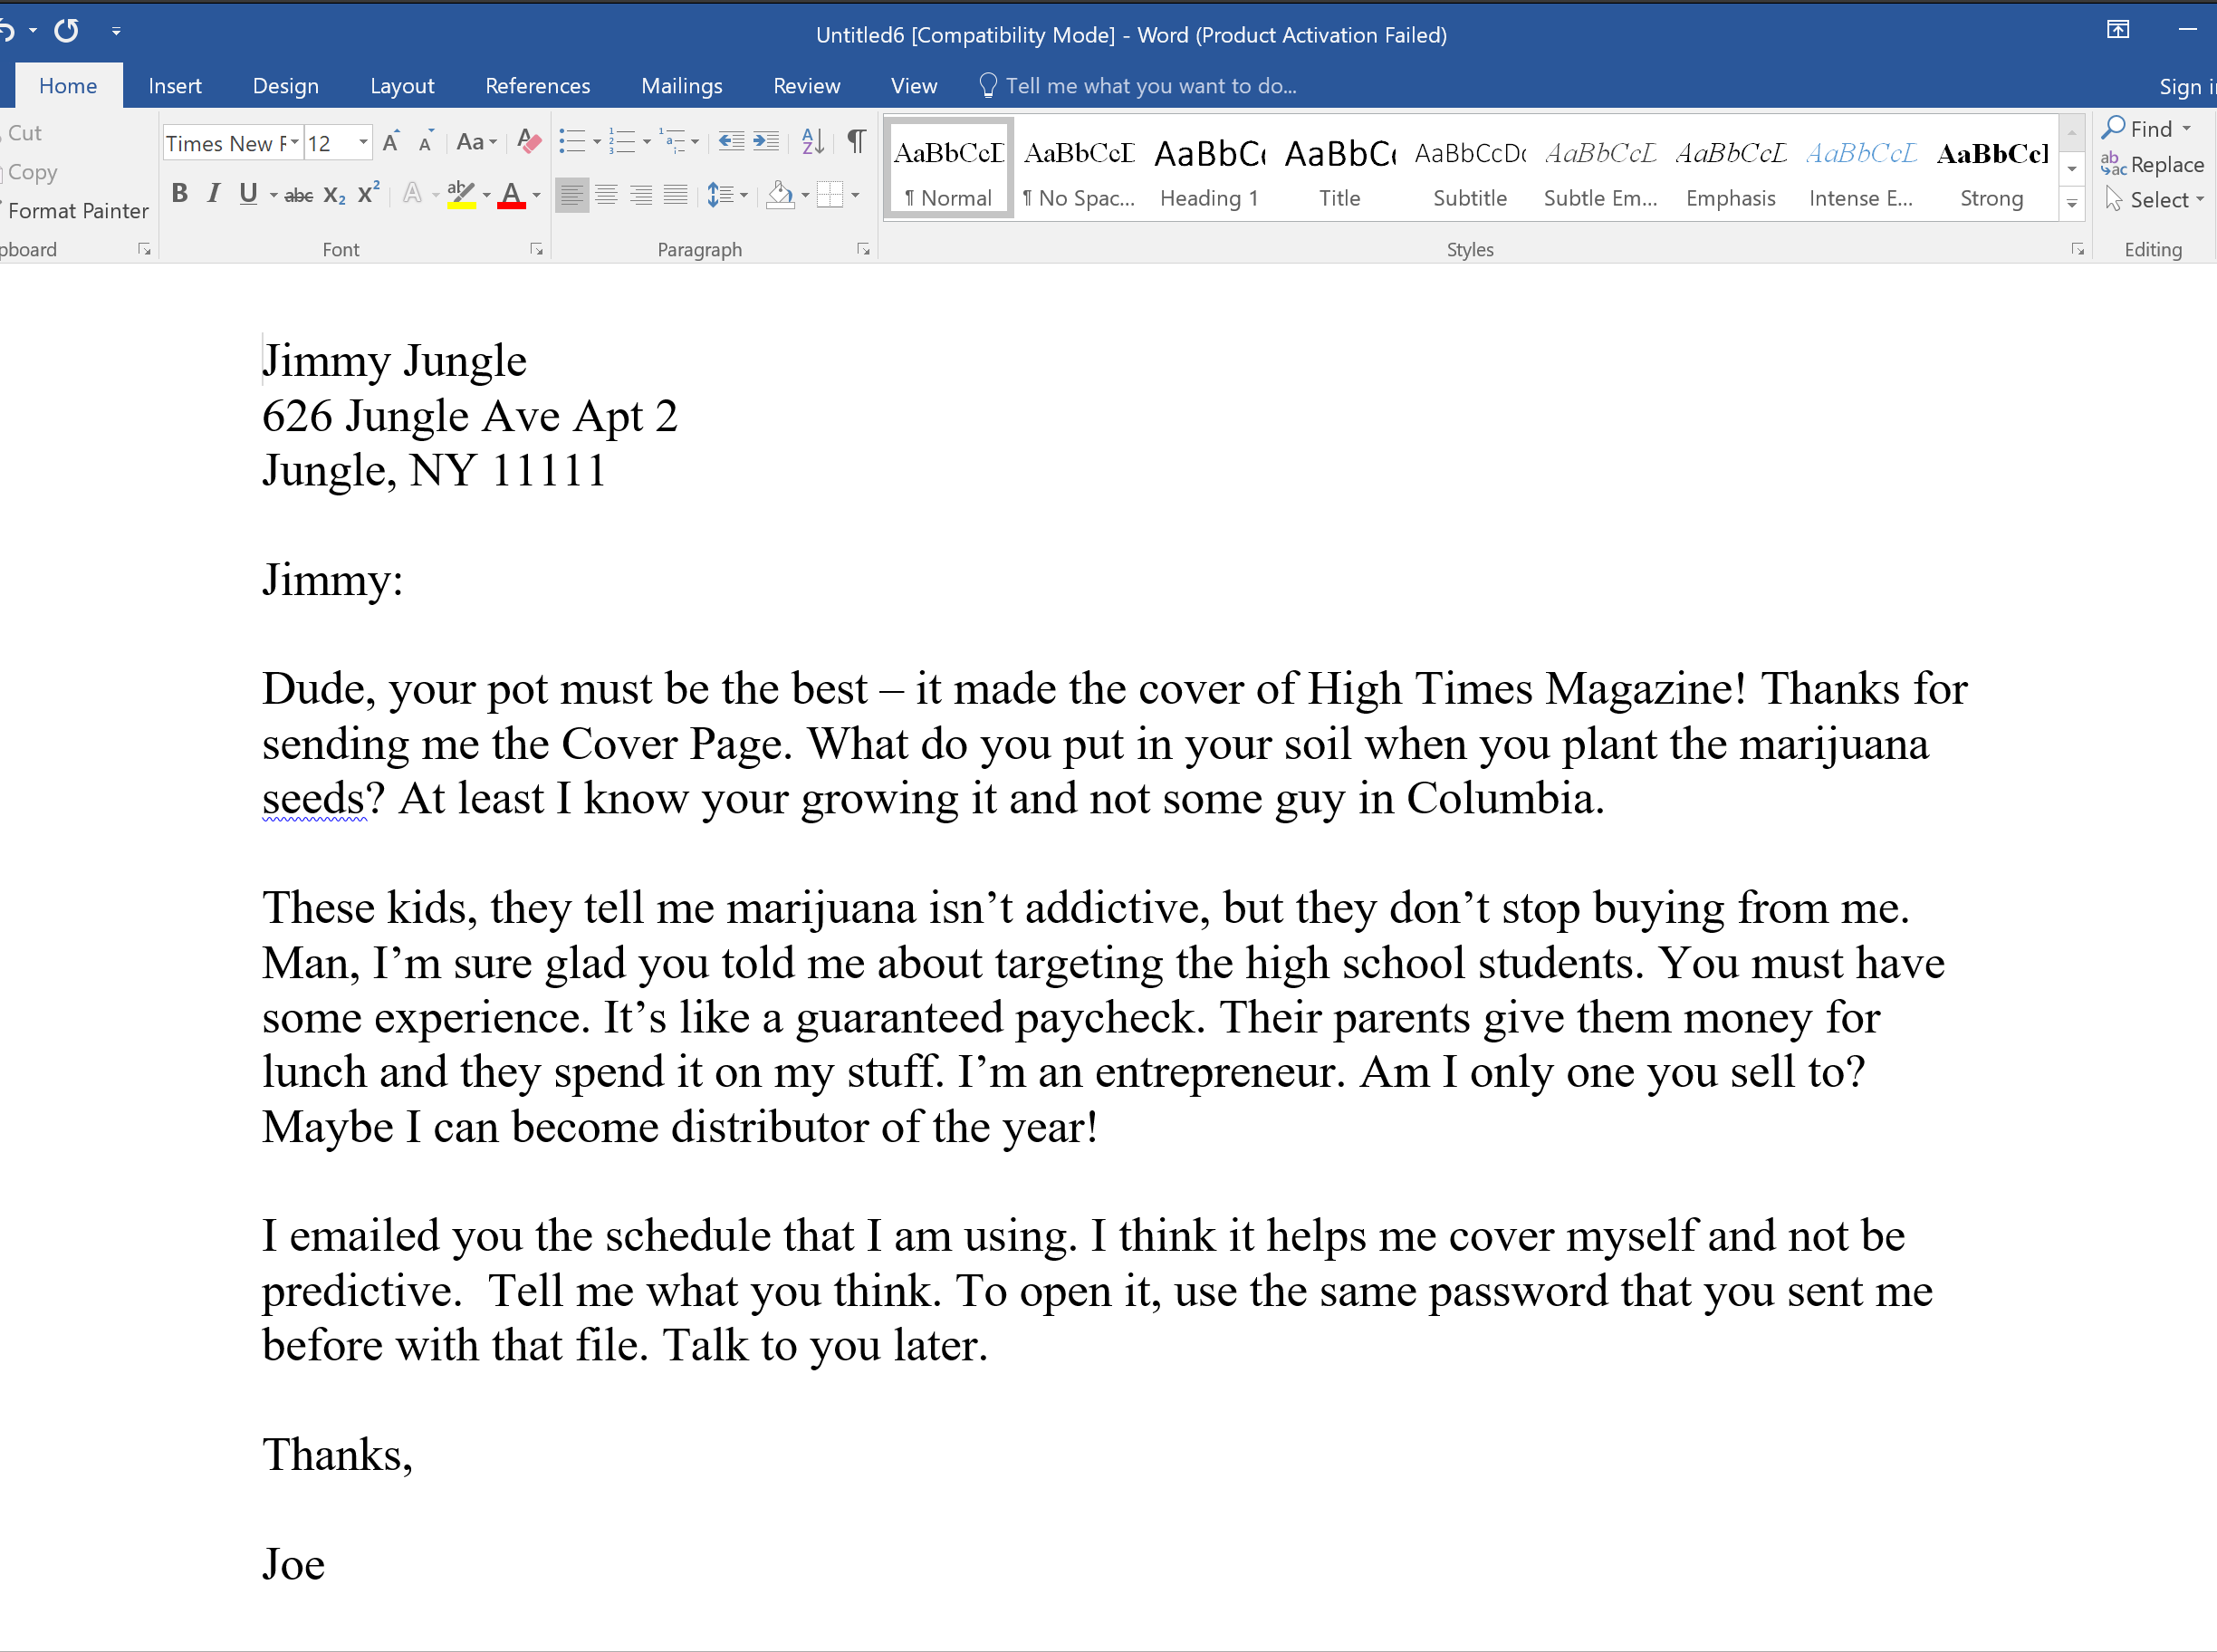 Untitled6 [Compatibility Mode] - Word (Product Activation Failed)
Home Insert Design Layout References Mailings Review View Tell me what you want to do...
Sign i
Cut
Copy
Format Painter
pboard
Times New F 12
Aa
B I U abc X2 X2 A ab A
Font
Paragraph
AaBbCcD AaBbCcD AaBbCc AaBbCc AaBbCcDc AaBbCcD AaBbCcD AaBbCcD AaBbCcl
¶ Normal ¶ No Spac... Heading 1 Title Subtitle Subtle Em... Emphasis Intense E... Strong
Styles
Find
Replace
Select
Editing
Jimmy Jungle
626 Jungle Ave Apt 2
Jungle, NY 11111
Jimmy:
Dude, your pot must be the best – it made the cover of High Times Magazine! Thanks for
sending me the Cover Page. What do you put in your soil when you plant the marijuana
seeds? At least I know your growing it and not some guy in Columbia.
These kids, they tell me marijuana isn’t addictive, but they don’t stop buying from me.
Man, I’m sure glad you told me about targeting the high school students. You must have
some experience. It’s like a guaranteed paycheck. Their parents give them money for
lunch and they spend it on my stuff. I’m an entrepreneur. Am I only one you sell to?
Maybe I can become distributor of the year!
I emailed you the schedule that I am using. I think it helps me cover myself and not be
predictive.  Tell me what you think. To open it, use the same password that you sent me
before with that file. Talk to you later.
Thanks,
Joe